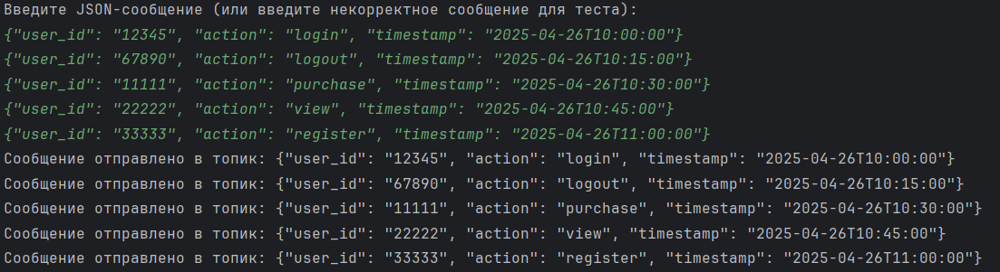 Введите JSON-сообщение (или введите некорректное сообщение для теста):
{"user_id": "12345", "action": "login", "timestamp": "2025-04-26T10:00:00"}
{"user_id": "67890", "action": "logout", "timestamp": "2025-04-26T10:15:00"}
{"user_id": "11111", "action": "purchase", "timestamp": "2025-04-26T10:30:00"}
{"user_id": "22222", "action": "view", "timestamp": "2025-04-26T10:45:00"}
{"user_id": "33333", "action": "register", "timestamp": "2025-04-26T11:00:00"}
Сообщение отправлено в топик: {"user_id": "12345", "action": "login", "timestamp": "2025-04-26T10:00:00"}
Сообщение отправлено в топик: {"user_id": "67890", "action": "logout", "timestamp": "2025-04-26T10:15:00"}
Сообщение отправлено в топик: {"user_id": "11111", "action": "purchase", "timestamp": "2025-04-26T10:30:00"}
Сообщение отправлено в топик: {"user_id": "22222", "action": "view", "timestamp": "2025-04-26T10:45:00"}
Сообщение отправлено в топик: {"user_id": "33333", "action": "register", "timestamp": "2025-04-26T11:00:00"}